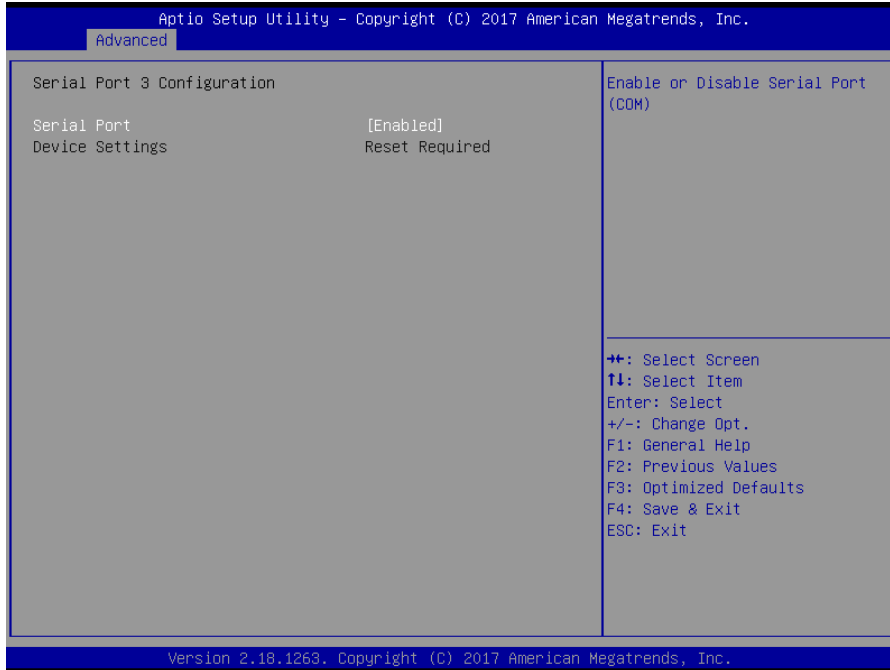 Aptio Setup Utility – Copyright (C) 2017 American Megatrends, Inc.
Advanced
Serial Port 3 Configuration
Serial Port [Enabled]
Device Settings Reset Required
Enable or Disable Serial Port
(COM)
→←: Select Screen
↑↓: Select Item
Enter: Select
+/-: Change Opt.
F1: General Help
F2: Previous Values
F3: Optimized Defaults
F4: Save & Exit
ESC: Exit
Version 2.18.1263. Copyright (C) 2017 American Megatrends, Inc.